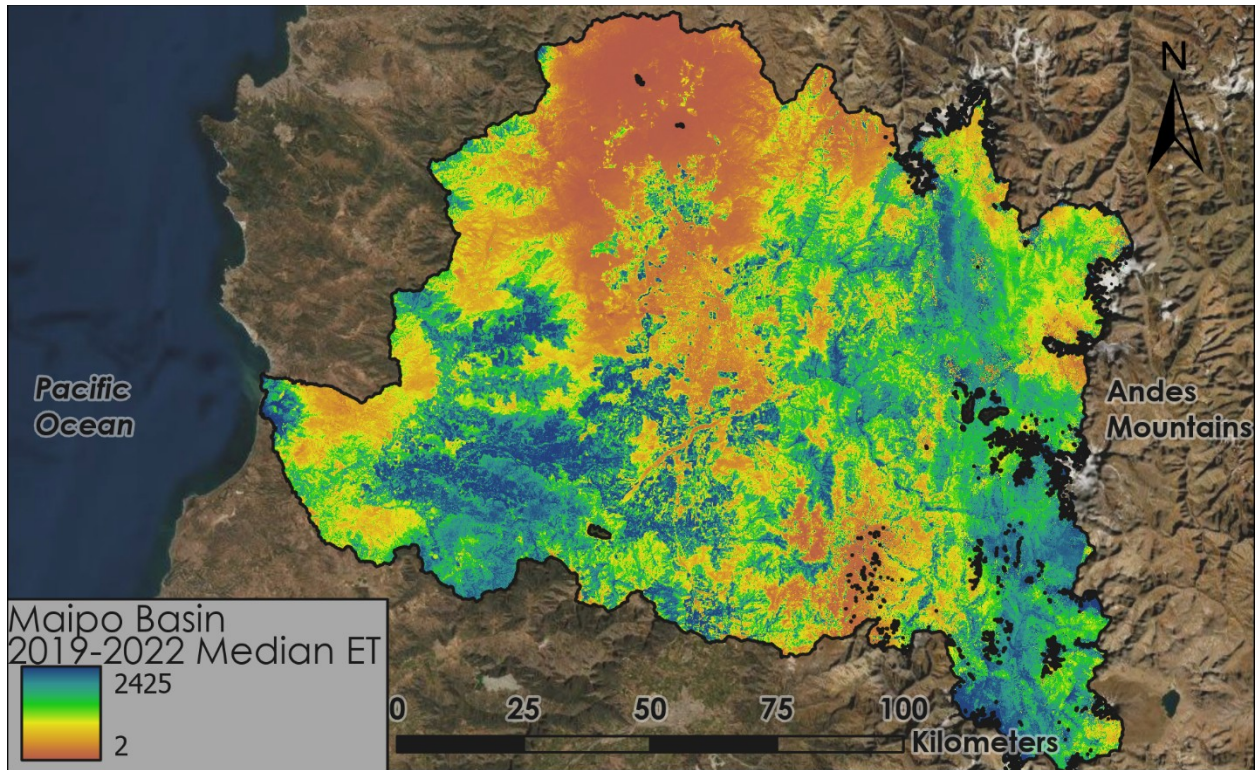 N
Pacific
Ocean
Andes
Mountains
Maipo Basin
2019-2022 Median ET
2425
2
0 25 50 75 100
Kilometers